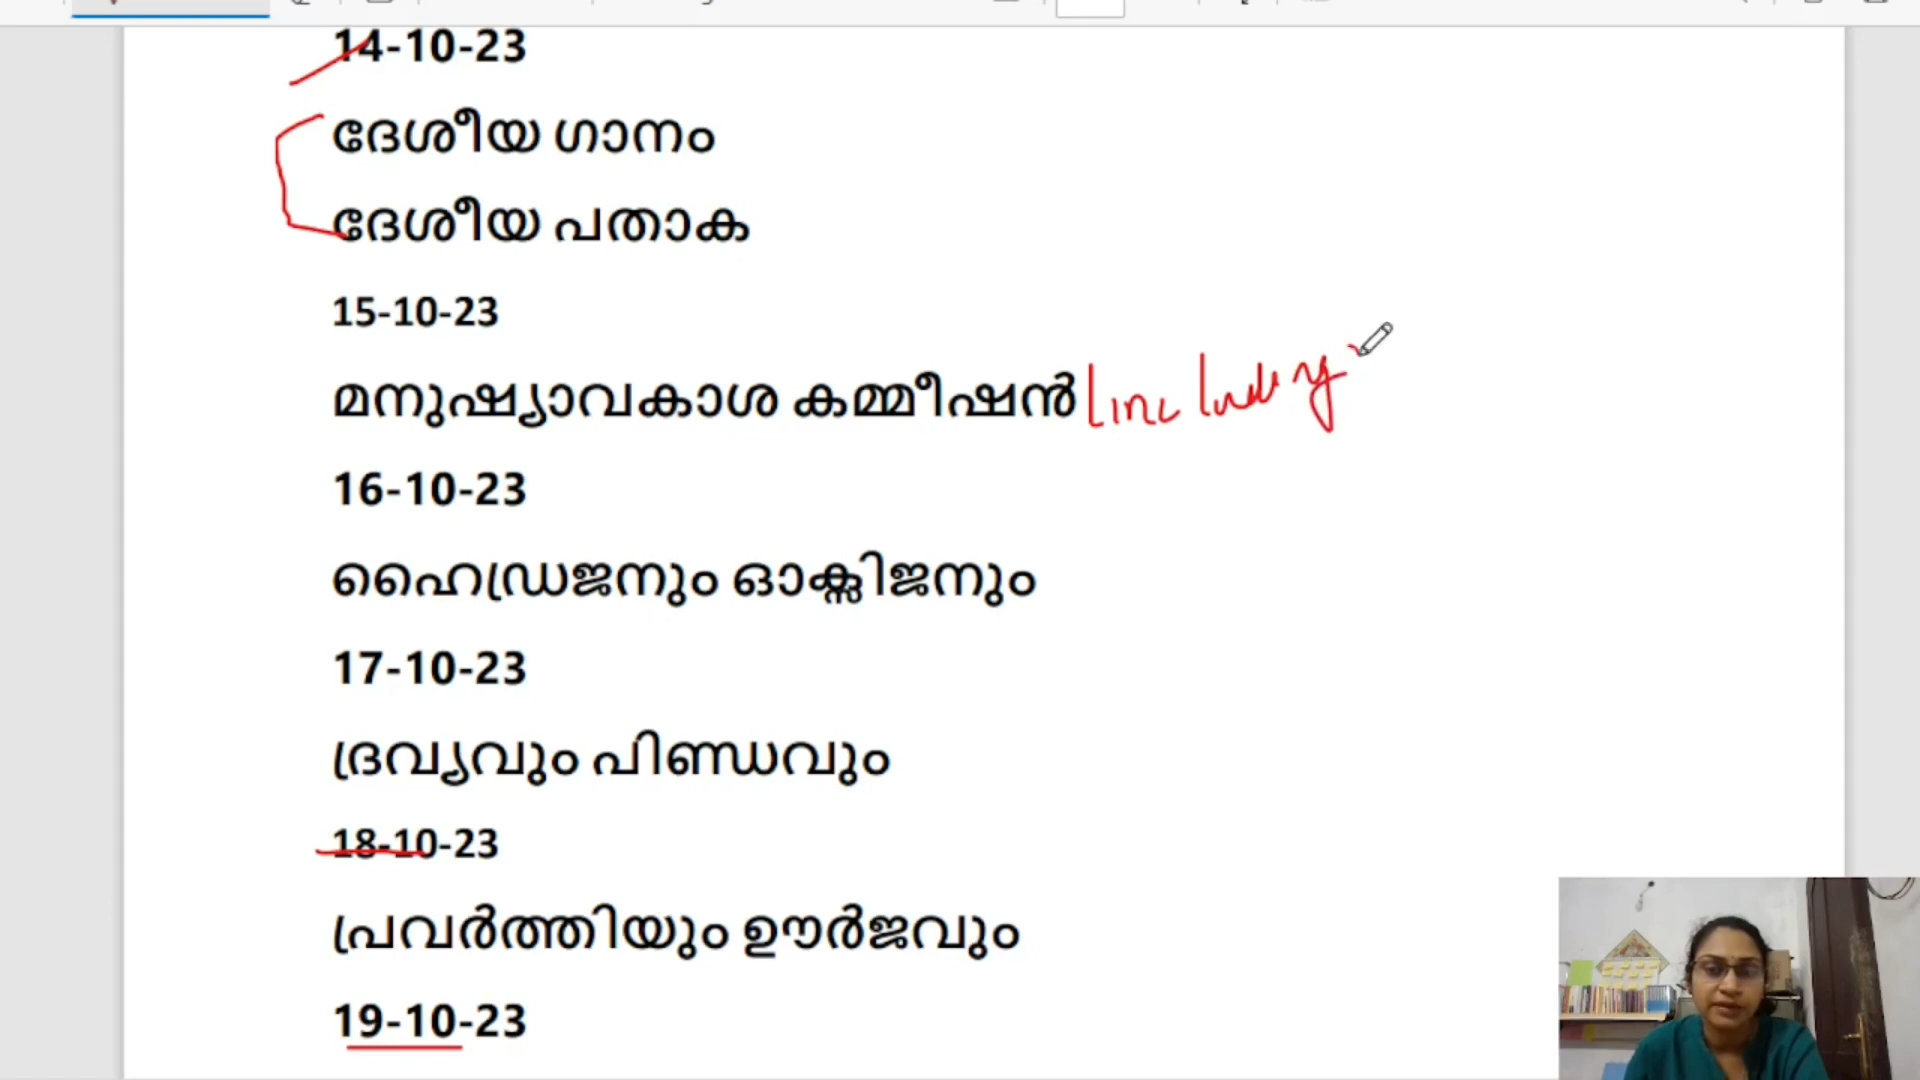 14-10-23
ദേശീയ ഗാനം
ദേശീയ പതാക
15-10-23
മനുഷ്യാവകാശ കമ്മീഷൻ
16-10-23
ഹൈഡ്രജനും ഓക്സിജനും
17-10-23
ദ്രവ്യവും പിണ്ഡവും
18-10-23
പ്രവർത്തിയും ഊർജവും
19-10-23